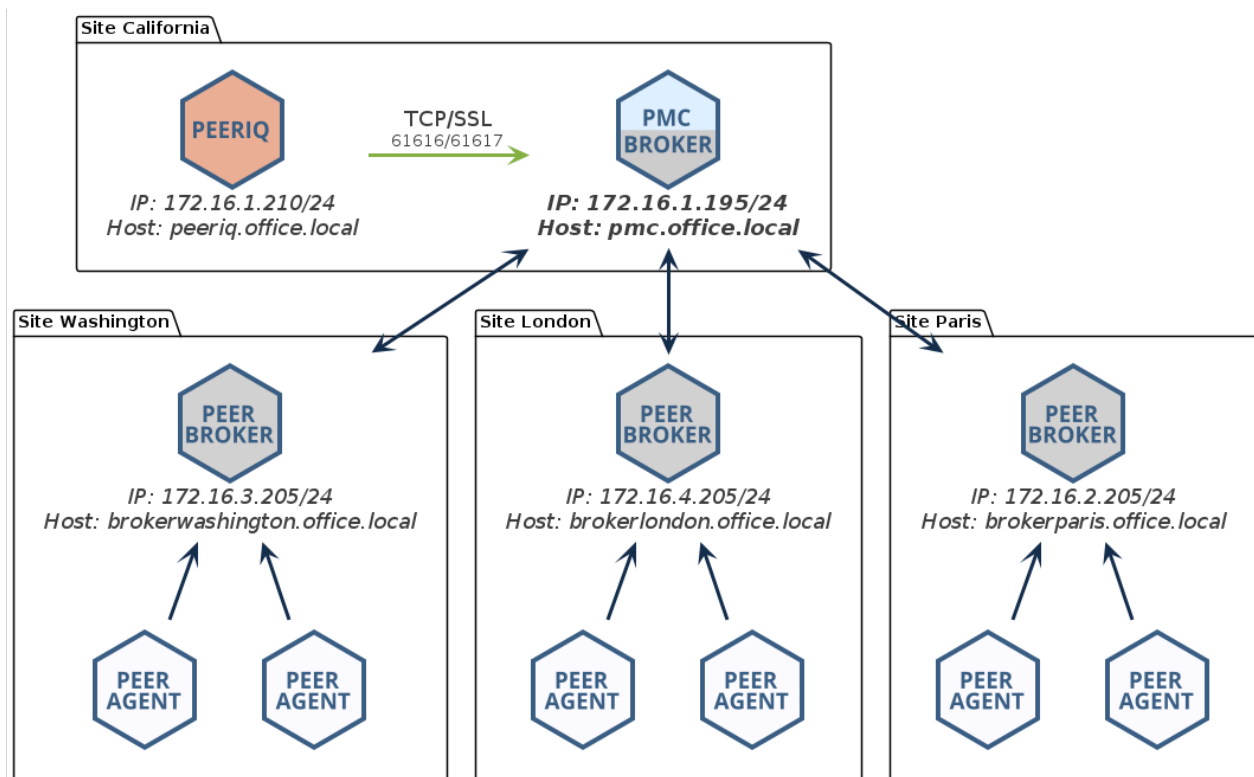 Site California
PEERIQ
TCP/SSL
61616/61617
PMC
BROKER
IP: 172.16.1.210/24
Host: peeriq.office.local
IP: 172.16.1.195/24
Host: pmc.office.local
Site Washington
PEER
BROKER
IP: 172.16.3.205/24
Host: brokerwashington.office.local
PEER
AGENT
PEER
AGENT
Site London
PEER
BROKER
IP: 172.16.4.205/24
Host: brokerlondon.office.local
PEER
AGENT
PEER
AGENT
Site Paris
PEER
BROKER
IP: 172.16.2.205/24
Host: brokerparis.office.local
PEER
AGENT
PEER
AGENT